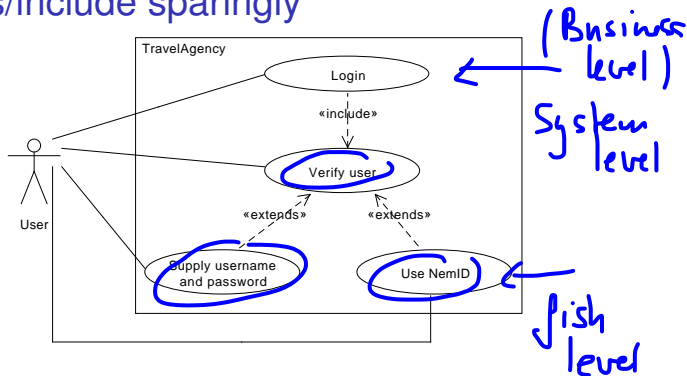 s/include sparingly
TravelAgency
(Business
level)
Login
«include»
System
level
Verify user
User
«extends»
«extends»
Supply username
and password
Use NemID
fish
level